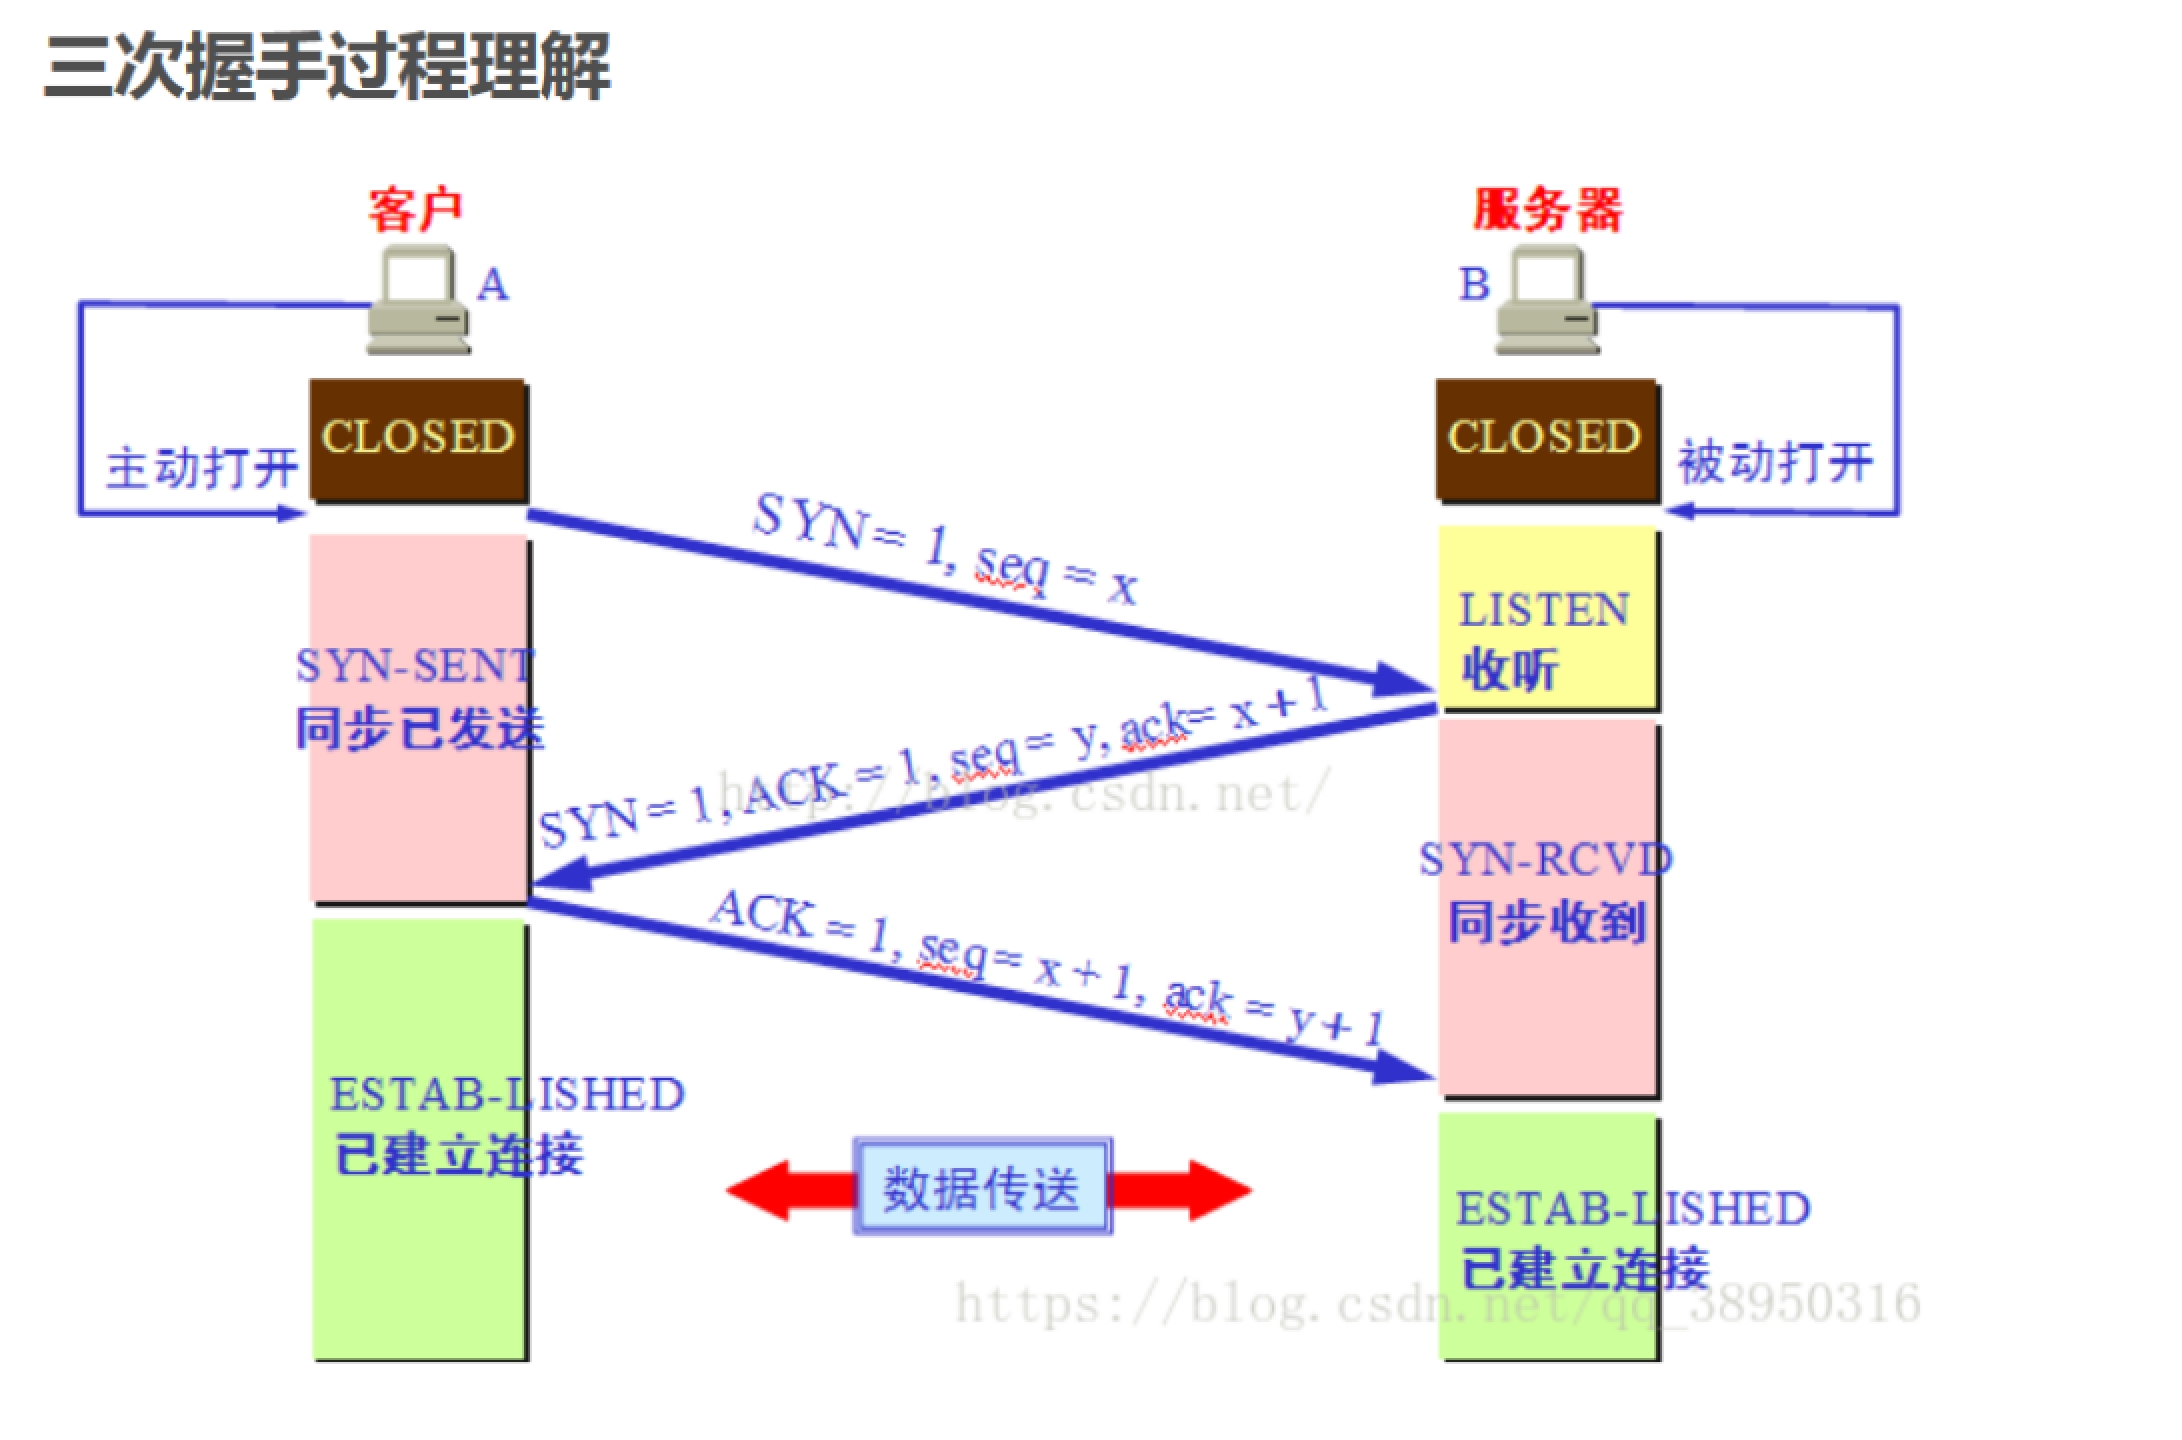 三次握手过程理解
客户
服务器
A
B
CLOSED
CLOSED
主动打开
被动打开
SYN = 1, seq = x
LISTEN
收听
SYN-SENT
同步已发送
SYN = 1, ACK = 1, seq = y, ack= x + 1
http://blog.csdn.net/
SYN-RCVD
同步收到
ACK = 1, seq = x + 1, ack = y + 1
ESTAB-LISHED
已建立连接
数据传送
ESTAB-LISHED
已建立连接
https://blog.csdn.net/qq_38950316